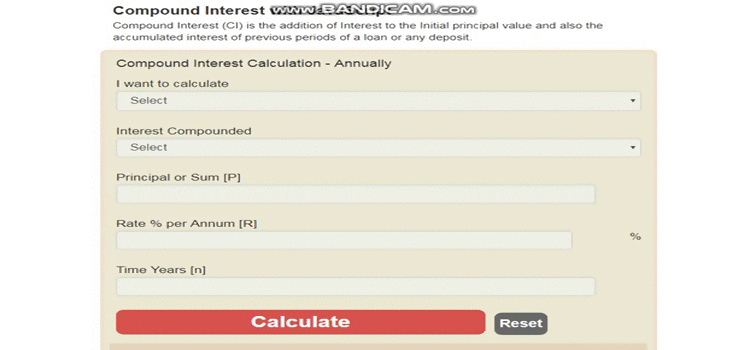 Compound Interest
www.BANDICAM.com
Compound Interest (CI) is the addition of Interest to the Initial principal value and also the
accumulated interest of previous periods of a loan or any deposit.
Compound Interest Calculation - Annually
I want to calculate
Select
Interest Compounded
Select
Principal or Sum [P]
Rate % per Annum [R]
%
Time Years [n]
Calculate
Reset